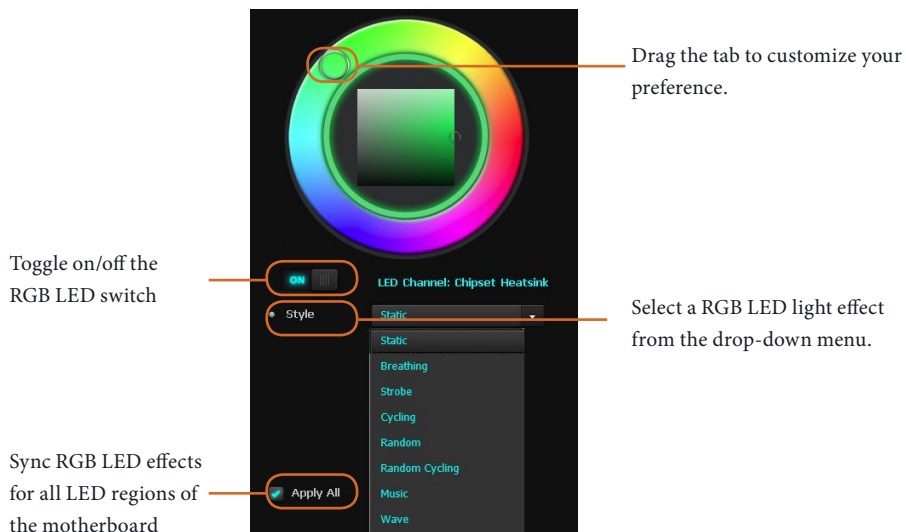 Drag the tab to customize your
preference.
Toggle on/off the
RGB LED switch
ON
LED Channel: Chipset Heatsink
Style
Static
Select a RGB LED light effect
from the drop-down menu.
Static
Breathing
Strobe
Cycling
Random
Random Cycling
Sync RGB LED effects
for all LED regions of
the motherboard
Apply All
Music
Wave